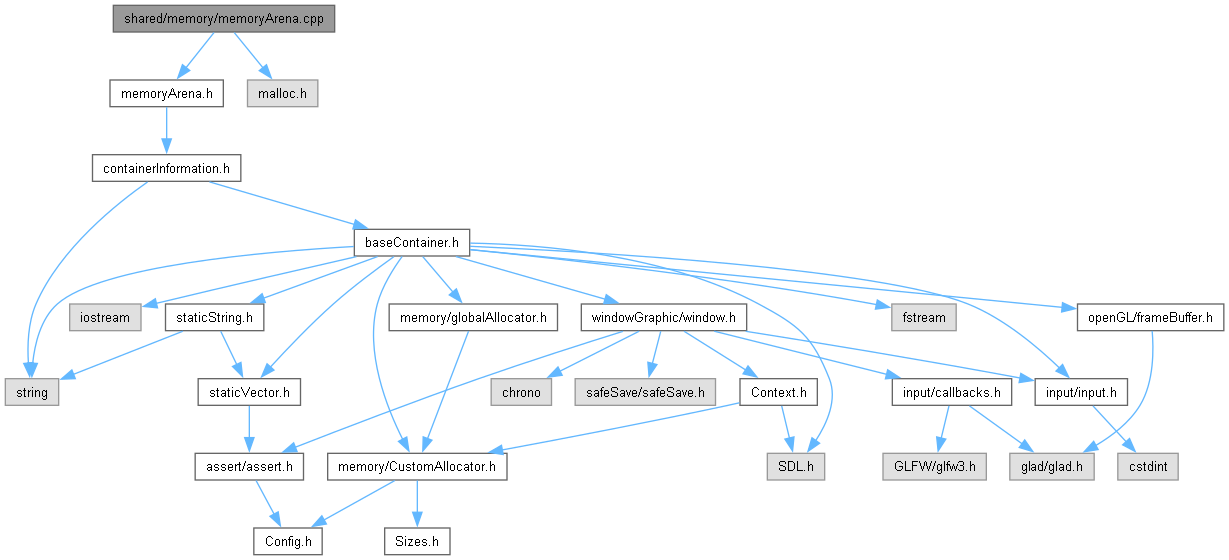 shared/memory/memoryArena.cpp
memoryArena.h
malloc.h
containerInformation.h
baseContainer.h
iostream
staticString.h
memory/globalAllocator.h
windowGraphic/window.h
fstream
openGL/frameBuffer.h
string
staticVector.h
chrono
safeSave/safeSave.h
Context.h
input/callbacks.h
input/input.h
assert/assert.h
memory/CustomAllocator.h
SDL.h
GLFW/glfw3.h
glad/glad.h
cstdint
Config.h
Sizes.h